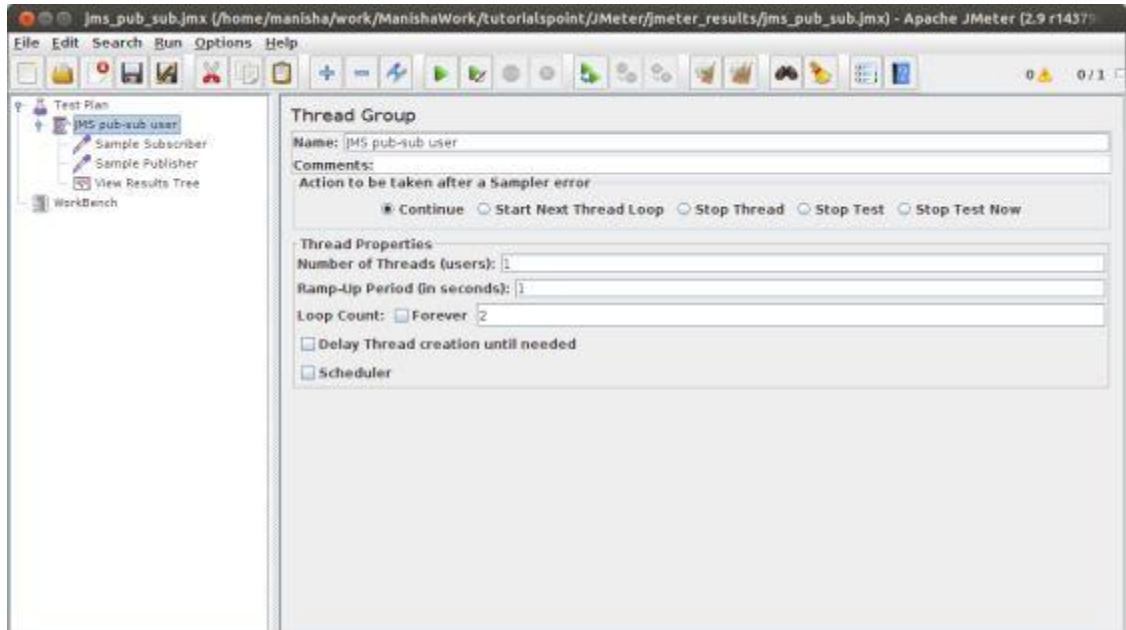 jms_pub_sub.jmx (/home/manisha/work/ManishaWork/tutorialspoint/JMeter/jmeter_results/jms_pub_sub.jmx) - Apache JMeter (2.9 r14379
File Edit Search Run Options Help
0 0/1
Test Plan
JMS pub-sub user
Sample Subscriber
Sample Publisher
View Results Tree
WorkBench
Thread Group
Name: JMS pub-sub user
Comments:
Action to be taken after a Sampler error
Continue Start Next Thread Loop Stop Thread Stop Test Stop Test Now
Thread Properties
Number of Threads (users): 1
Ramp-Up Period (in seconds): 1
Loop Count: Forever 2
Delay Thread creation until needed
Scheduler